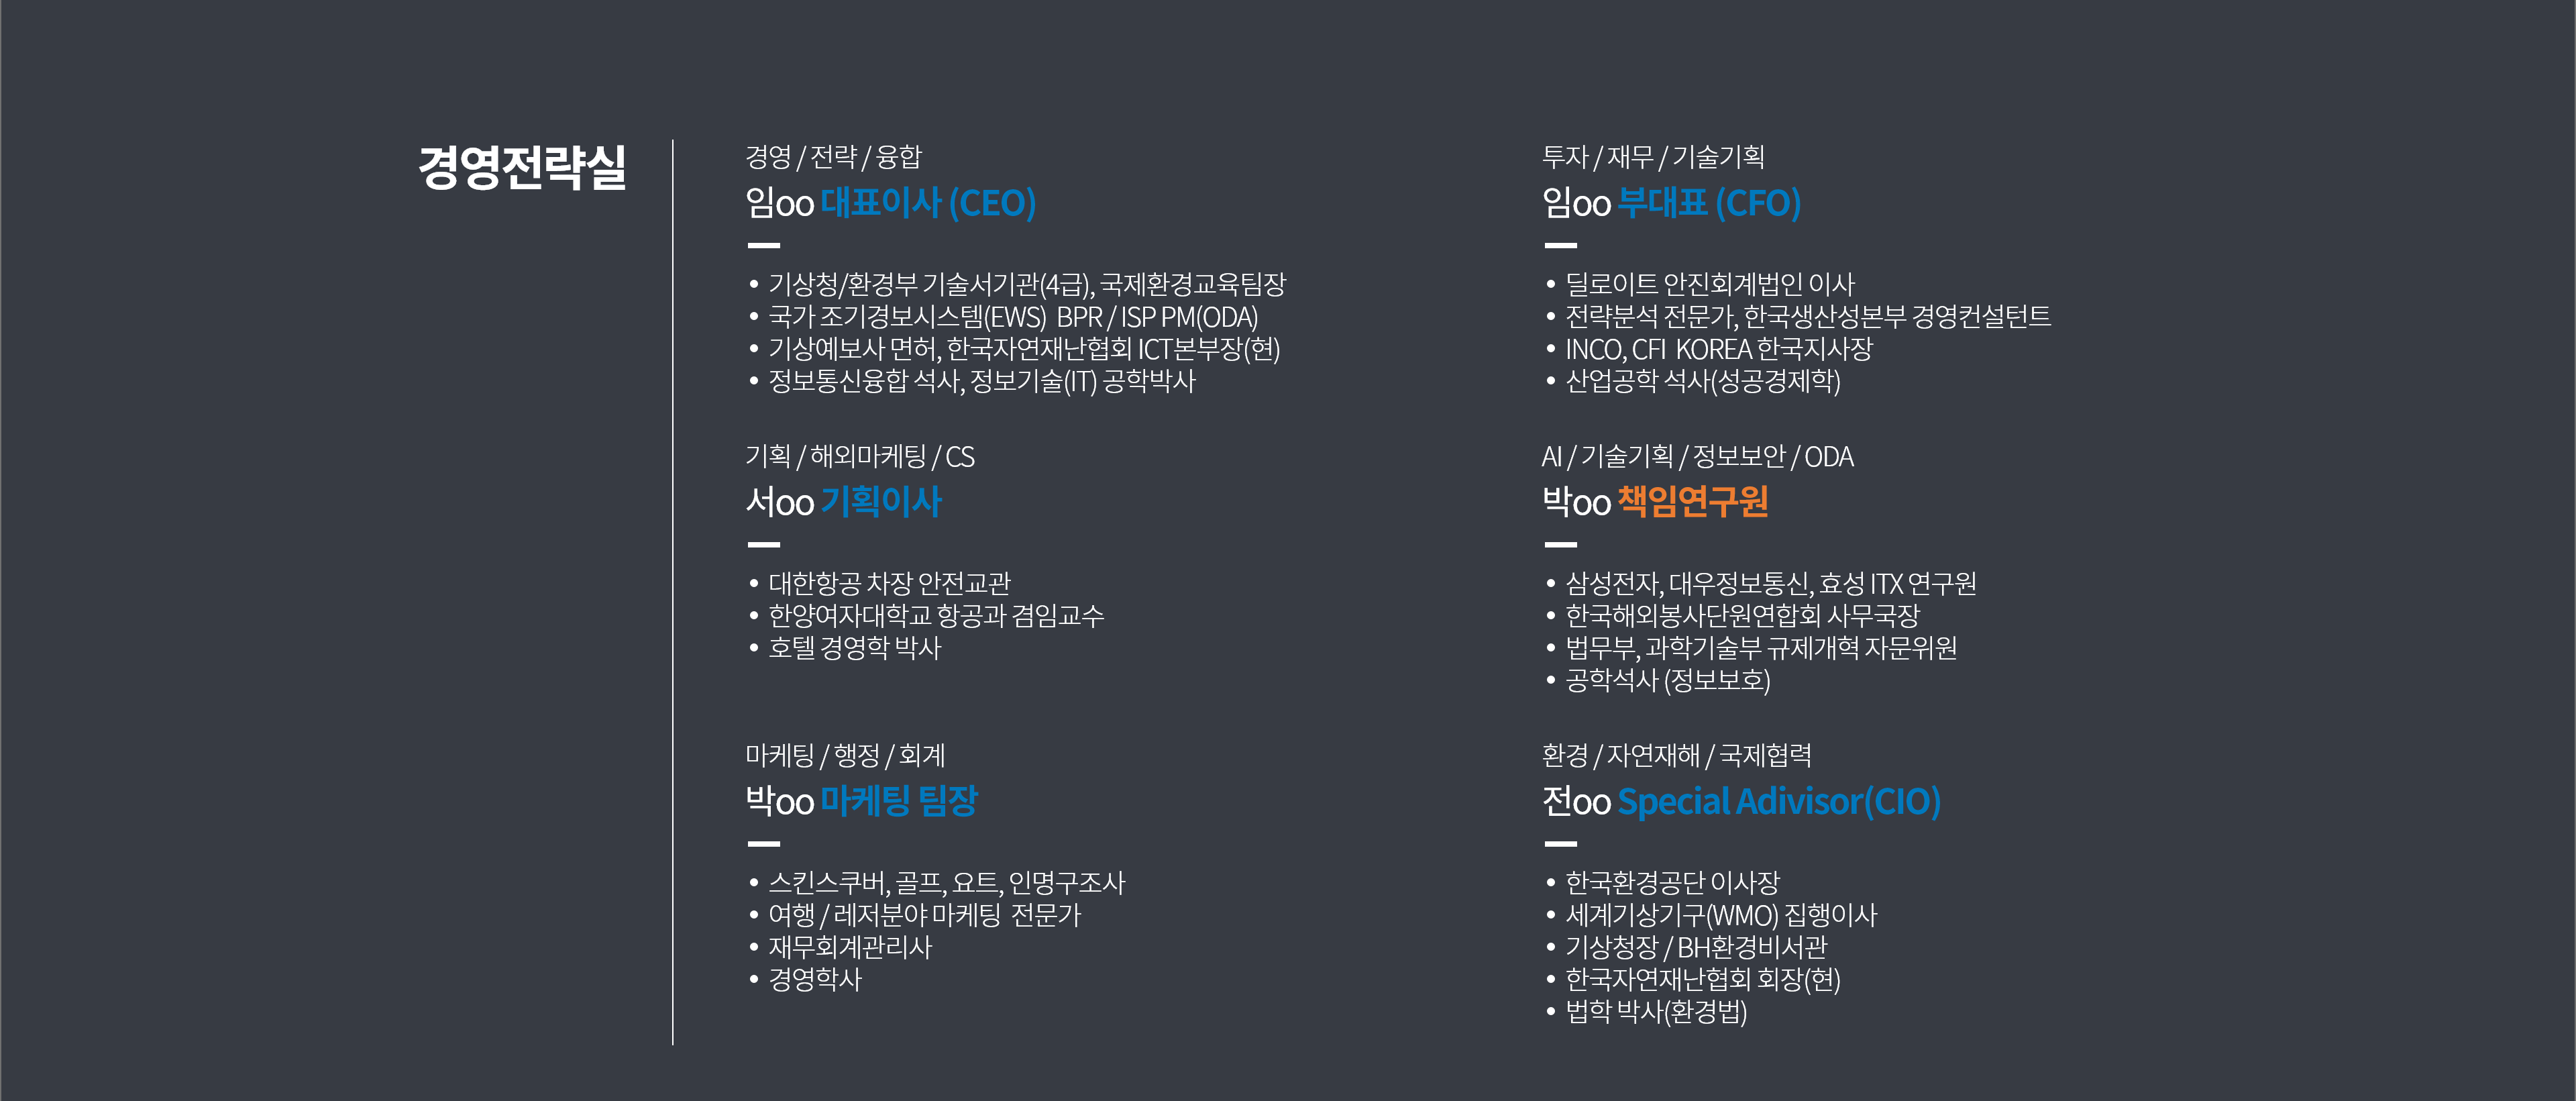 경영전략실
경영 / 전략 / 융합
임oo 대표이사 (CEO)
• 기상청/환경부 기술서기관(4급), 국제환경교육팀장
• 국가 조기경보시스템(EWS)  BPR / ISP PM(ODA)
• 기상예보사 면허, 한국자연재난협회 ICT본부장(현)
• 정보통신융합 석사, 정보기술(IT) 공학박사
투자 / 재무 / 기술기획
임oo 부대표 (CFO)
• 딜로이트 안진회계법인 이사
• 전략분석 전문가, 한국생산성본부 경영컨설턴트
• INCO, CFI  KOREA 한국지사장
• 산업공학 석사(성공경제학)
기획 / 해외마케팅 / CS
서oo 기획이사
• 대한항공 차장 안전교관
• 한양여자대학교 항공과 겸임교수
• 호텔 경영학 박사
AI / 기술기획 / 정보보안 / ODA
박oo 책임연구원
• 삼성전자, 대우정보통신, 효성 ITX 연구원
• 한국해외봉사단원연합회 사무국장
• 법무부, 과학기술부 규제개혁 자문위원
• 공학석사 (정보보호)
마케팅 / 행정 / 회계
박oo 마케팅 팀장
• 스킨스쿠버, 골프, 요트, 인명구조사
• 여행 / 레저분야 마케팅  전문가
• 재무회계관리사
• 경영학사
환경 / 자연재해 / 국제협력
전oo Special Adivisor(CIO)
• 한국환경공단 이사장
• 세계기상기구(WMO) 집행이사
• 기상청장 / BH환경비서관
• 한국자연재난협회 회장(현)
• 법학 박사(환경법)